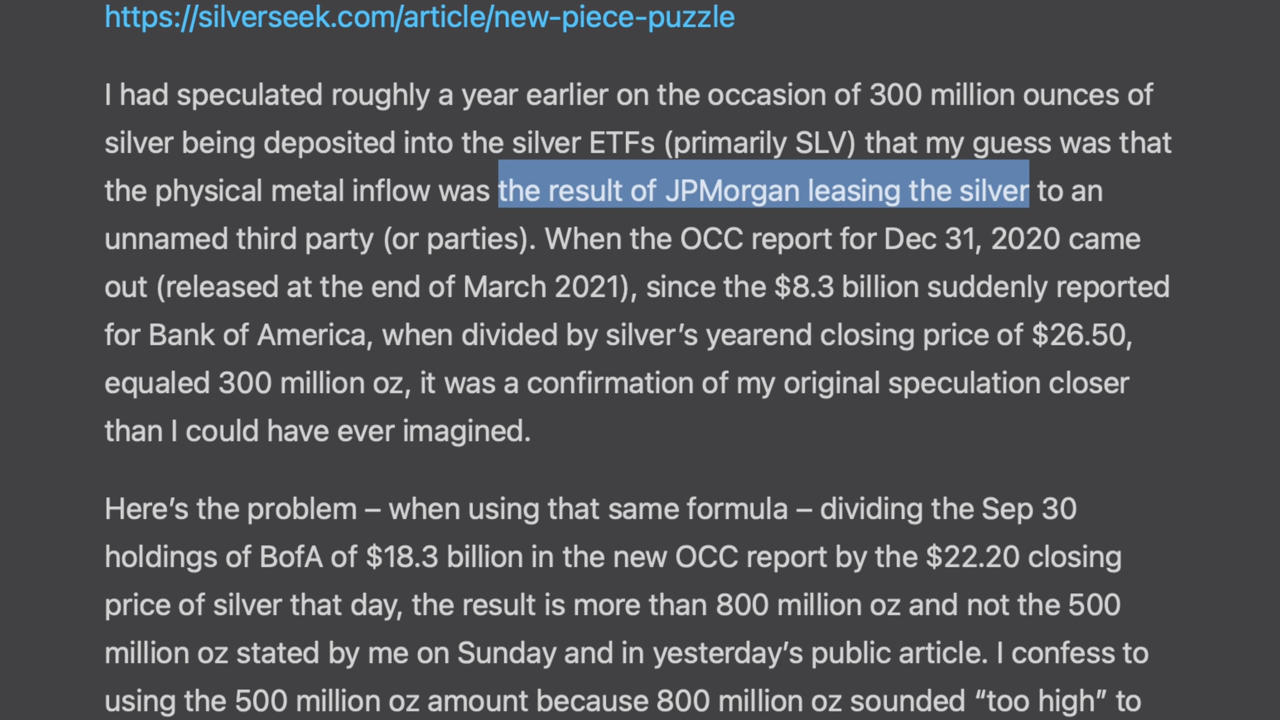 https://silverseek.com/article/new-piece-puzzle
I had speculated roughly a year earlier on the occasion of 300 million ounces of
silver being deposited into the silver ETFs (primarily SLV) that my guess was that
the physical metal inflow was the result of JPMorgan leasing the silver to an
unnamed third party (or parties). When the OCC report for Dec 31, 2020 came
out (released at the end of March 2021), since the $8.3 billion suddenly reported
for Bank of America, when divided by silver’s yearend closing price of $26.50,
equaled 300 million oz, it was a confirmation of my original speculation closer
than I could have ever imagined.
Here’s the problem – when using that same formula – dividing the Sep 30
holdings of BofA of $18.3 billion in the new OCC report by the $22.20 closing
price of silver that day, the result is more than 800 million oz and not the 500
million oz stated by me on Sunday and in yesterday’s public article. I confess to
using the 500 million oz amount because 800 million oz sounded “too high” to